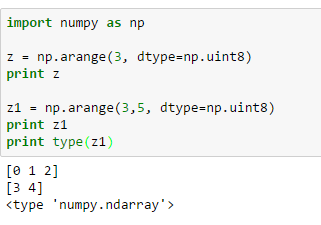 import numpy as np
z = np.arange(3, dtype=np.uint8)
print z
z1 = np.arange(3,5, dtype=np.uint8)
print z1
print type(z1)
[0 1 2]
[3 4]
<type 'numpy.ndarray'>